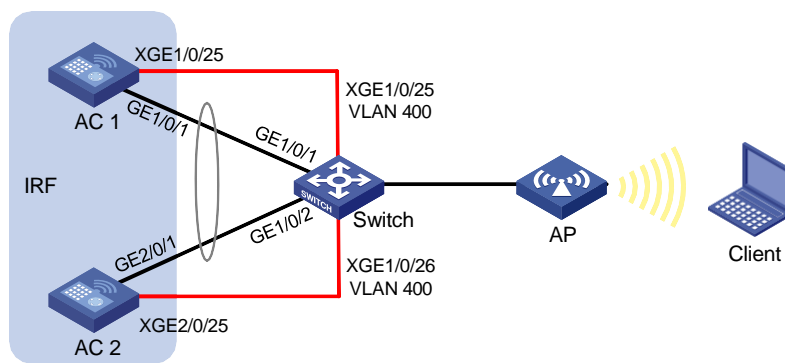 XGE1/0/25
XGE1/0/25
VLAN 400
AC 1
GE1/0/1
GE1/0/1
IRF
SWITCH
Switch
GE1/0/2
GE2/0/1
AP
Client
XGE1/0/26
VLAN 400
XGE2/0/25
AC 2